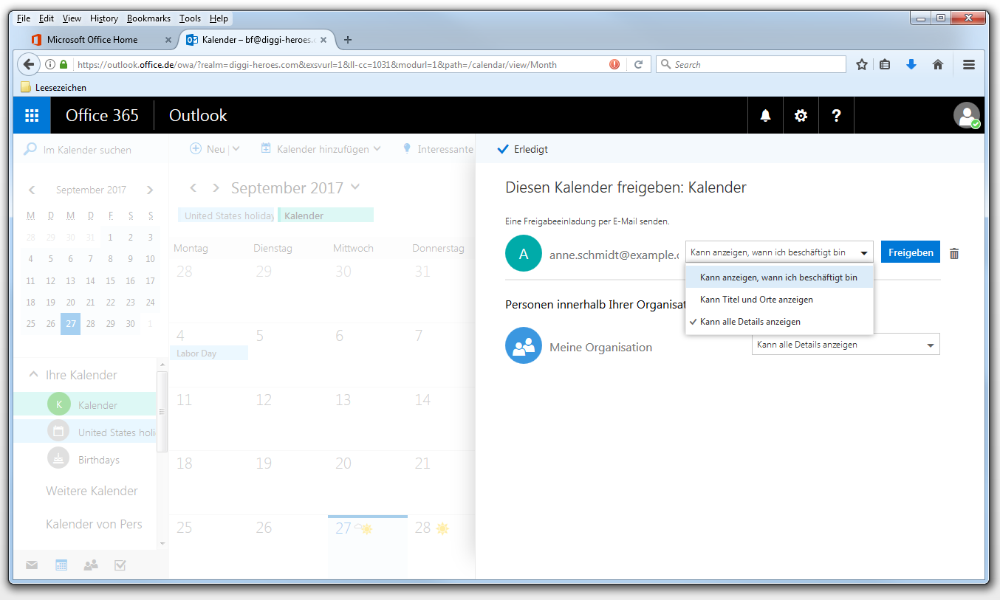 File Edit View History Bookmarks Tools Help
Microsoft Office Home
Kalender – bf@diggi-heroes.
https://outlook.office.de/owa/?realm=diggi-heroes.com&exsvurl=1&ll-cc=1031&modurl=1&path=/calendar/view/Month
Search
Leesezeichen
Office 365
Outlook
?
Im Kalender suchen
Neu
Kalender hinzufügen
Interessante
Erledigt
September 2017
M D M D F S S
28 29 30 31 1 2 3
4 5 6 7 8 9 10
11 12 13 14 15 16 17
18 19 20 21 22 23 24
25 26 27 28 29 30 1
Ihre Kalender
K Kalender
United States holi
Birthdays
Weitere Kalender
Kalender von Pers
September 2017
United States holiday
Kalender
Montag Dienstag Mittwoch Donnerstag
28 29 30 31
4 5 6 7
Labor Day
11 12 13 14
18 19 20 21
25 26 27 28
Diesen Kalender freigeben: Kalender
Eine Freigabeeinladung per E-Mail senden.
A anne.schmidt@example.c
Kann anzeigen, wann ich beschäftigt bin
Freigeben
Kann anzeigen, wann ich beschäftigt bin
Kann Titel und Orte anzeigen
Kann alle Details anzeigen
Personen innerhalb Ihrer Organisat
Meine Organisation
Kann alle Details anzeigen